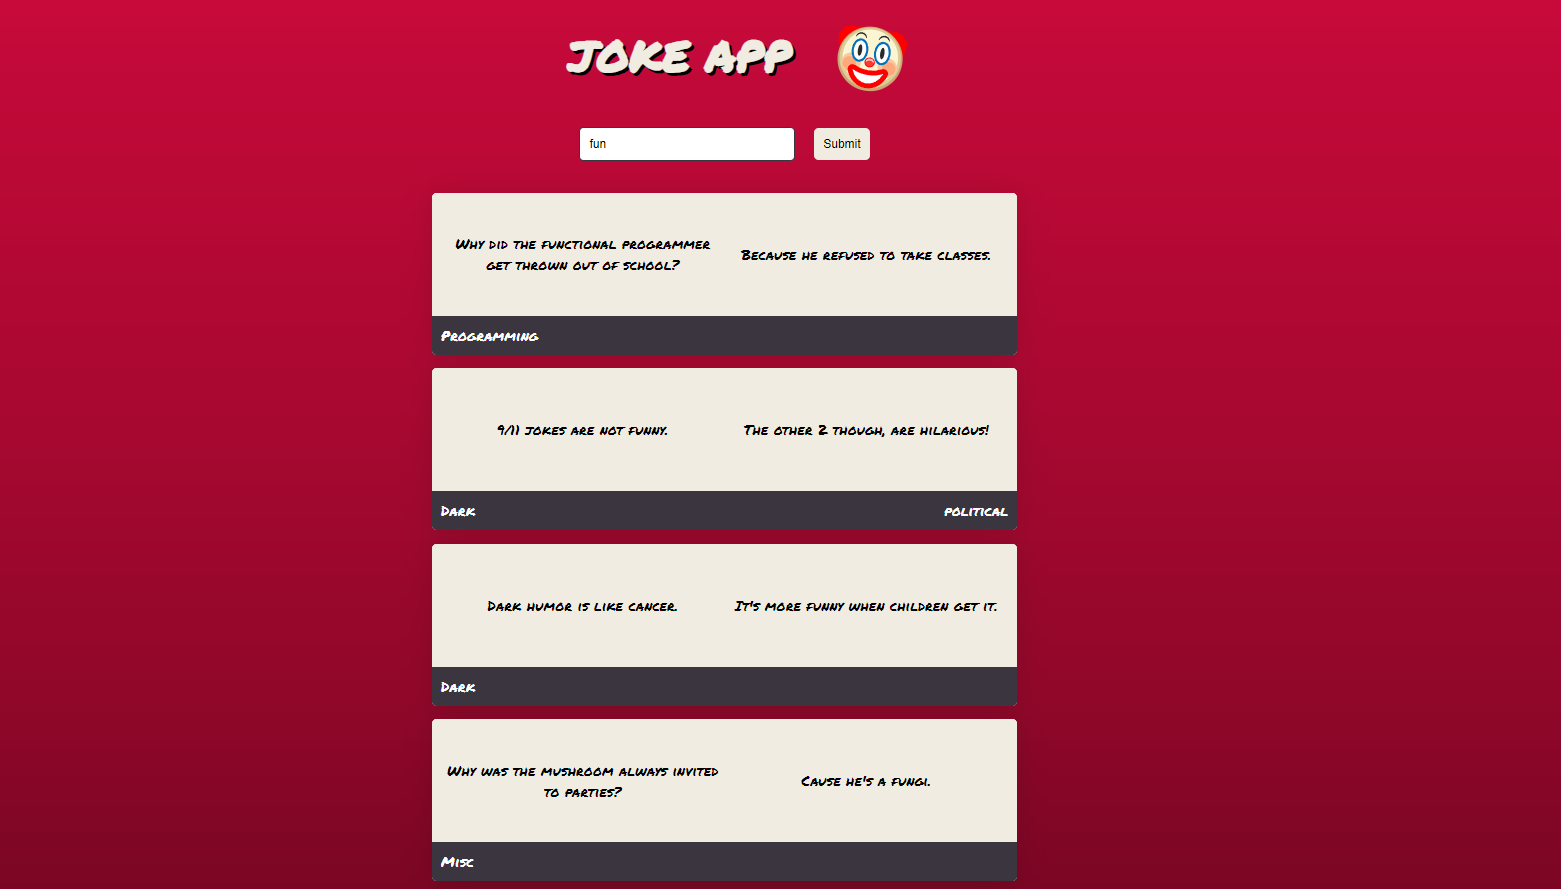 JOKE APP
fun
Submit
Why did the functional programmer
get thrown out of school?
Because he refused to take classes.
Programming
9/11 jokes are not funny.
The other 2 though, are hilarious!
Dark
political
Dark humor is like cancer.
It's more funny when children get it.
Dark
Why was the mushroom always invited
to parties?
Cause he's a fungi.
Misc